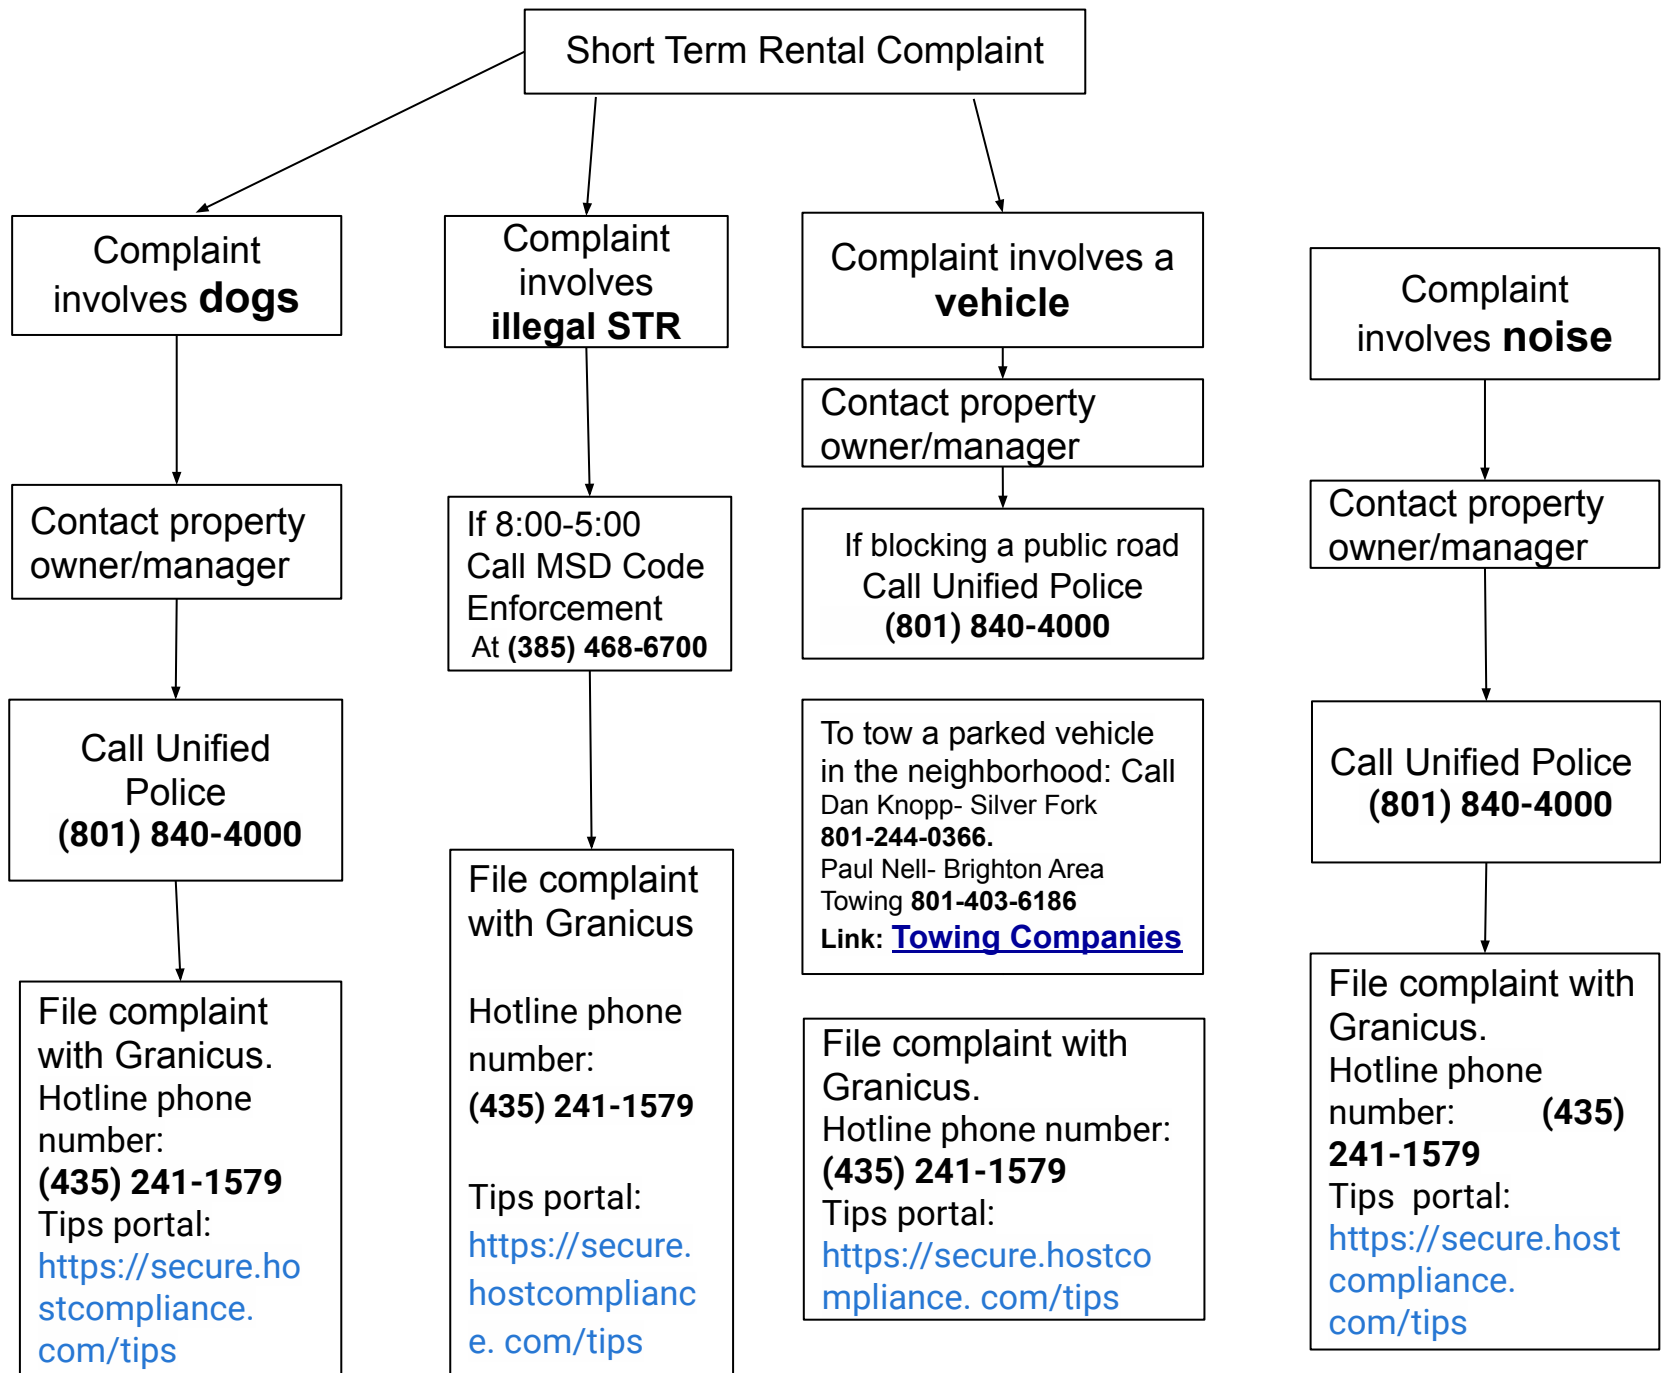 Short Term Rental Complaint
Complaint
involves dogs
Contact property
owner/manager
Call Unified
Police
(801) 840-4000
File complaint
with Granicus.
Hotline phone
number:
(435) 241-1579
Tips portal:
https://secure.ho
stcompliance.
com/tips
Complaint
involves
illegal STR
If 8:00-5:00
Call MSD Code
Enforcement
At (385) 468-6700
File complaint
with Granicus
Hotline phone
number:
(435) 241-1579
Tips portal:
https://secure.
hostcomplianc
e. com/tips
Complaint involves a
vehicle
Contact property
owner/manager
If blocking a public road
Call Unified Police
(801) 840-4000
To tow a parked vehicle
in the neighborhood: Call
Dan Knopp- Silver Fork
801-244-0366.
Paul Nell- Brighton Area
Towing 801-403-6186
Link: Towing Companies
File complaint with
Granicus.
Hotline phone number:
(435) 241-1579
Tips portal:
https://secure.hostco
mpliance. com/tips
Complaint
involves noise
Contact property
owner/manager
Call Unified Police
(801) 840-4000
File complaint with
Granicus.
Hotline phone
number: (435)
241-1579
Tips portal:
https://secure.host
compliance.
com/tips